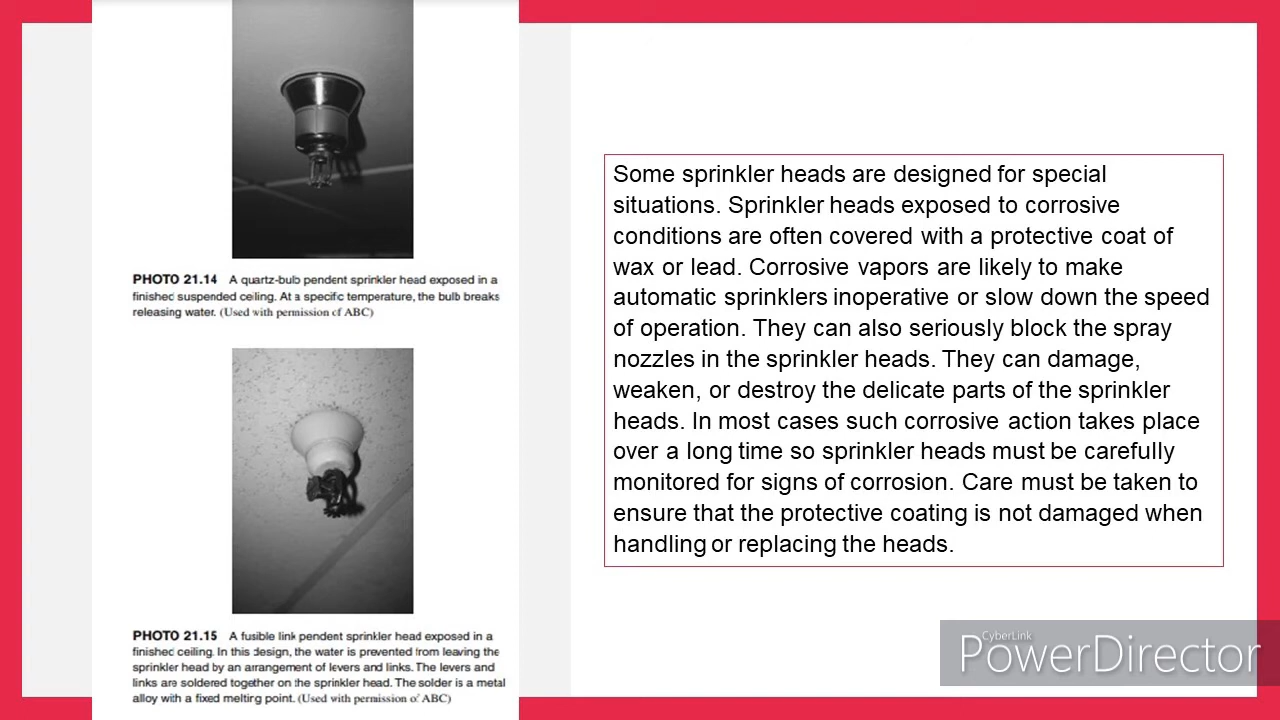 PHOTO 21.14 A quartz-bulb pendent sprinkler head exposed in a
finished suspended ceiling. At a specific temperature, the bulb breaks
releasing water. (Used with permission of ABC)
PHOTO 21.15 A fusible link pendent sprinkler head exposed in a
finished ceiling. In this design, the water is prevented from leaving the
sprinkler head by an arrangement of levers and links. The levers and
links are soldered together on the sprinkler head. The solder is a metal
alloy with a fixed melting point. (Used with permission of ABC)
Some sprinkler heads are designed for special
situations. Sprinkler heads exposed to corrosive
conditions are often covered with a protective coat of
wax or lead. Corrosive vapors are likely to make
automatic sprinklers inoperative or slow down the speed
of operation. They can also seriously block the spray
nozzles in the sprinkler heads. They can damage,
weaken, or destroy the delicate parts of the sprinkler
heads. In most cases such corrosive action takes place
over a long time so sprinkler heads must be carefully
monitored for signs of corrosion. Care must be taken to
ensure that the protective coating is not damaged when
handling or replacing the heads.
CyberLink
PowerDirector